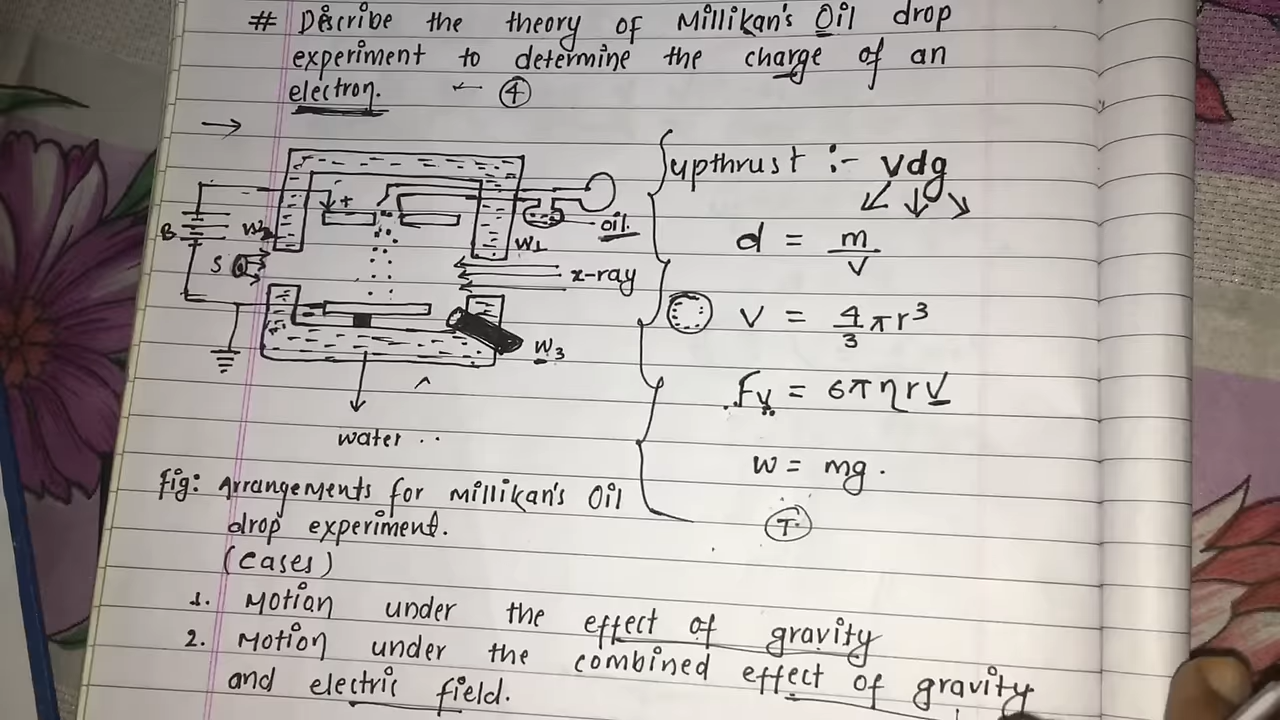 # Describe the theory of Millikan's Oil drop
experiment to determine the charge of an
electron. ← ④
→
upthrust :- vdg
+
B
W2
oil.
W1
d = m/v
S
x-ray
V = 4/3 πr³
W3
Fv = 6πηrV
water ..
w = mg.
fig: Arrangements for Millikan's Oil
drop experiment.
T
(Cases)
1. Motion under the effect of gravity
2. Motion under the combined effect of gravity
and electric field.